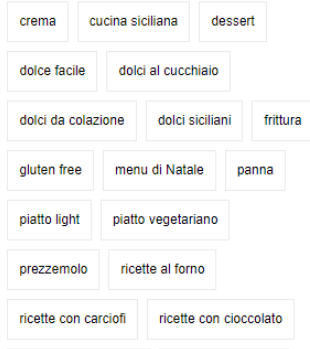 crema cucina siciliana dessert
dolce facile dolci al cucchiaio
dolci da colazione dolci siciliani frittura
gluten free menu di Natale panna
piatto light piatto vegetariano
prezzemolo ricette al forno
ricette con carciofi ricette con cioccolato